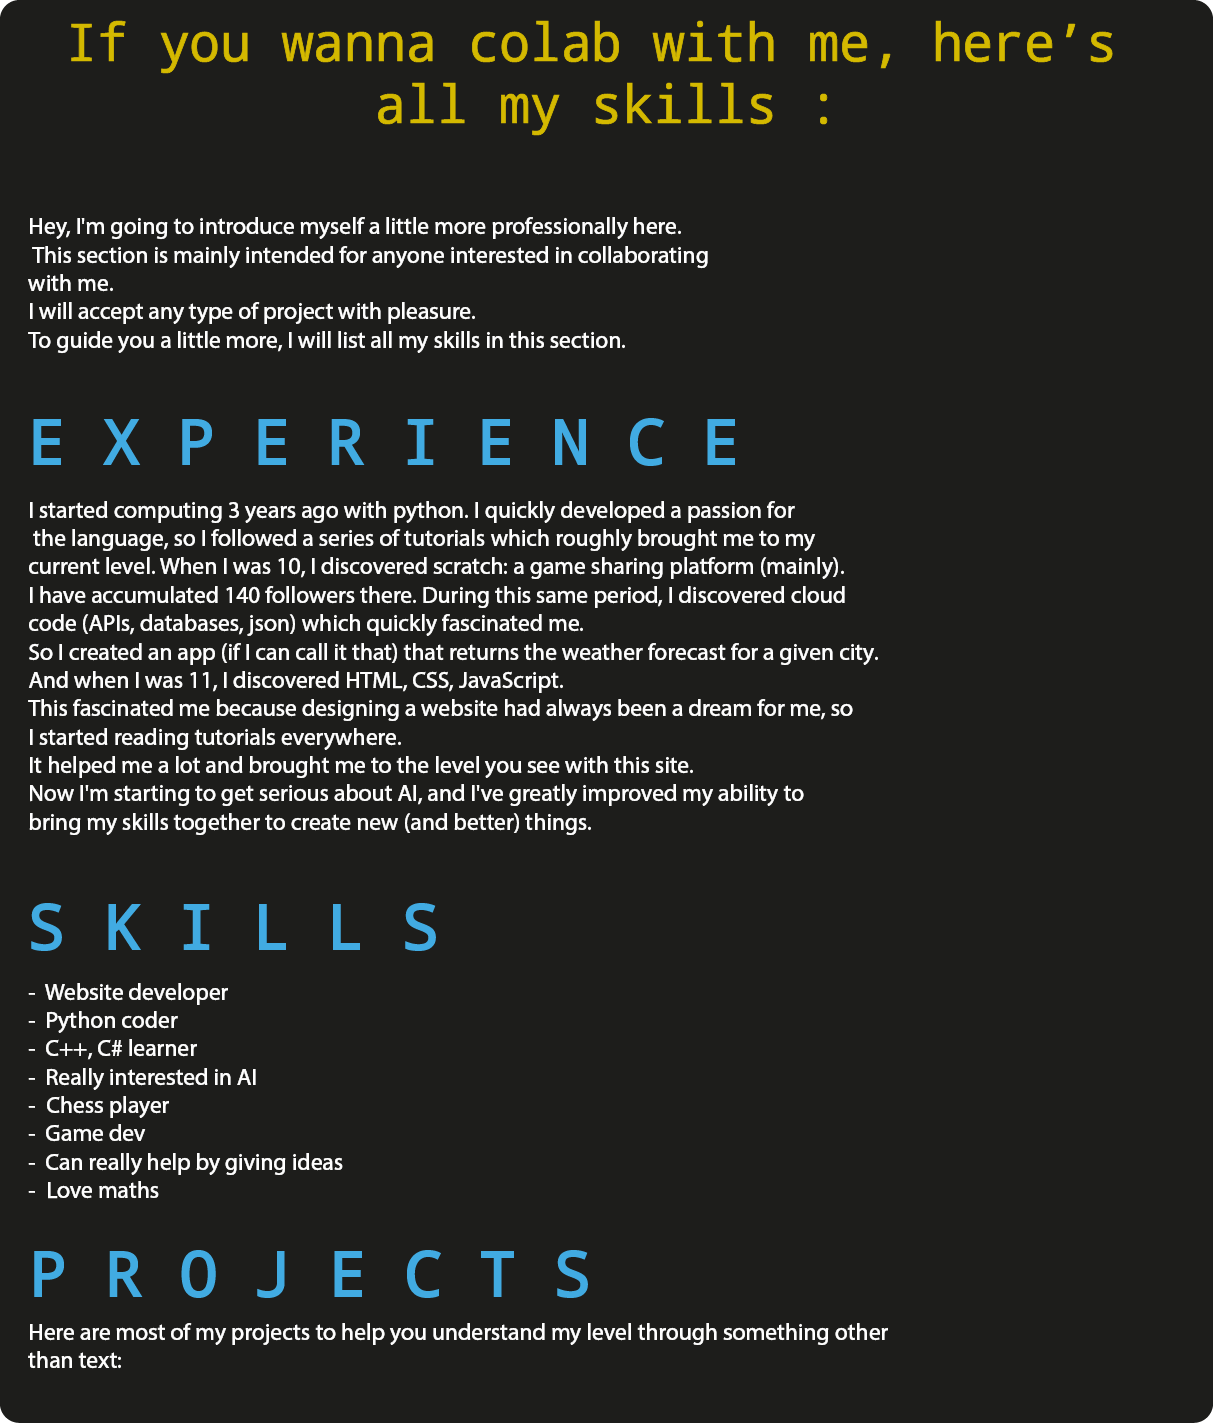 If you wanna colab with me, here’s
all my skills :
Hey, I'm going to introduce myself a little more professionally here.
This section is mainly intended for anyone interested in collaborating
with me.
I will accept any type of project with pleasure.
To guide you a little more, I will list all my skills in this section.
E X P E R I E N C E
I started computing 3 years ago with python. I quickly developed a passion for
the language, so I followed a series of tutorials which roughly brought me to my
current level. When I was 10, I discovered scratch: a game sharing platform (mainly).
I have accumulated 140 followers there. During this same period, I discovered cloud
code (APIs, databases, json) which quickly fascinated me.
So I created an app (if I can call it that) that returns the weather forecast for a given city.
And when I was 11, I discovered HTML, CSS, JavaScript.
This fascinated me because designing a website had always been a dream for me, so
I started reading tutorials everywhere.
It helped me a lot and brought me to the level you see with this site.
Now I'm starting to get serious about AI, and I've greatly improved my ability to
bring my skills together to create new (and better) things.
S K I L L S
- Website developer
- Python coder
- C++, C# learner
- Really interested in AI
- Chess player
- Game dev
- Can really help by giving ideas
- Love maths
P R O J E C T S
Here are most of my projects to help you understand my level through something other
than text: